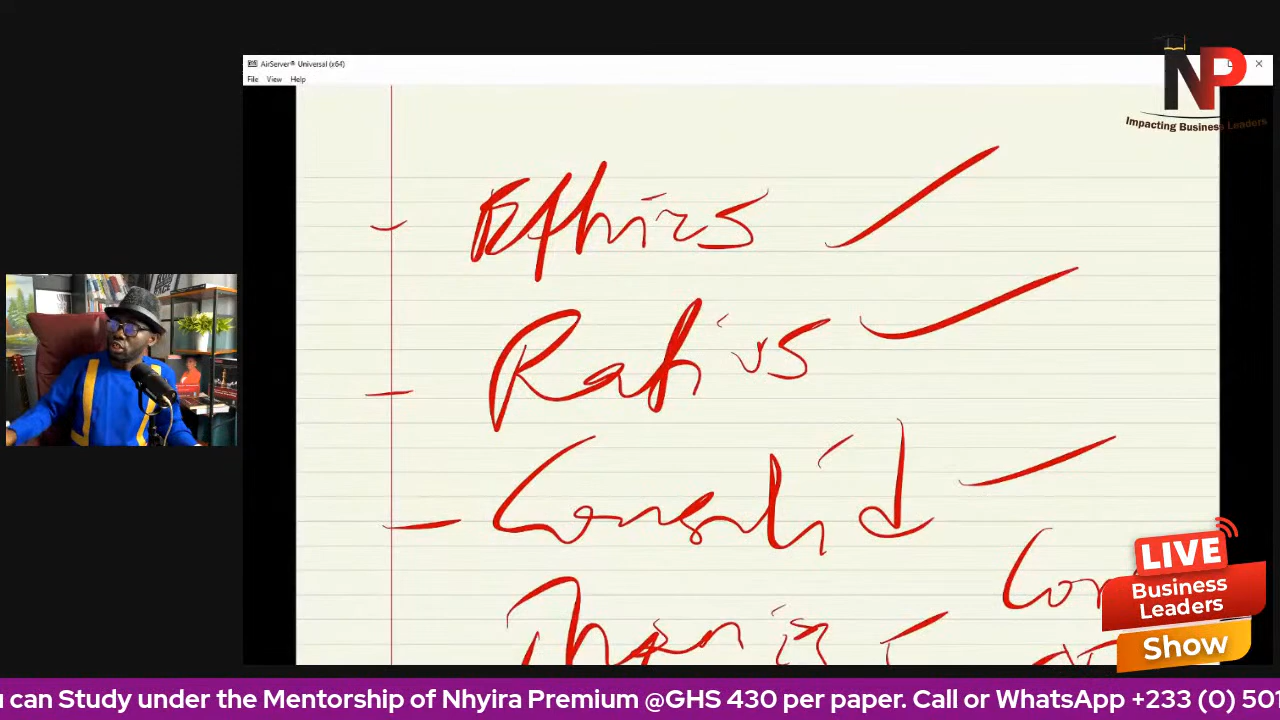 AirServer® Universal (x64)
File View Help
NP
Impacting Business Leaders
- Ethics
- Ratios
- Consolid
LIVE
Business
Leaders
Show
u can Study under the Mentorship of Nhyira Premium @GHS 430 per paper. Call or WhatsApp +233 (0) 501